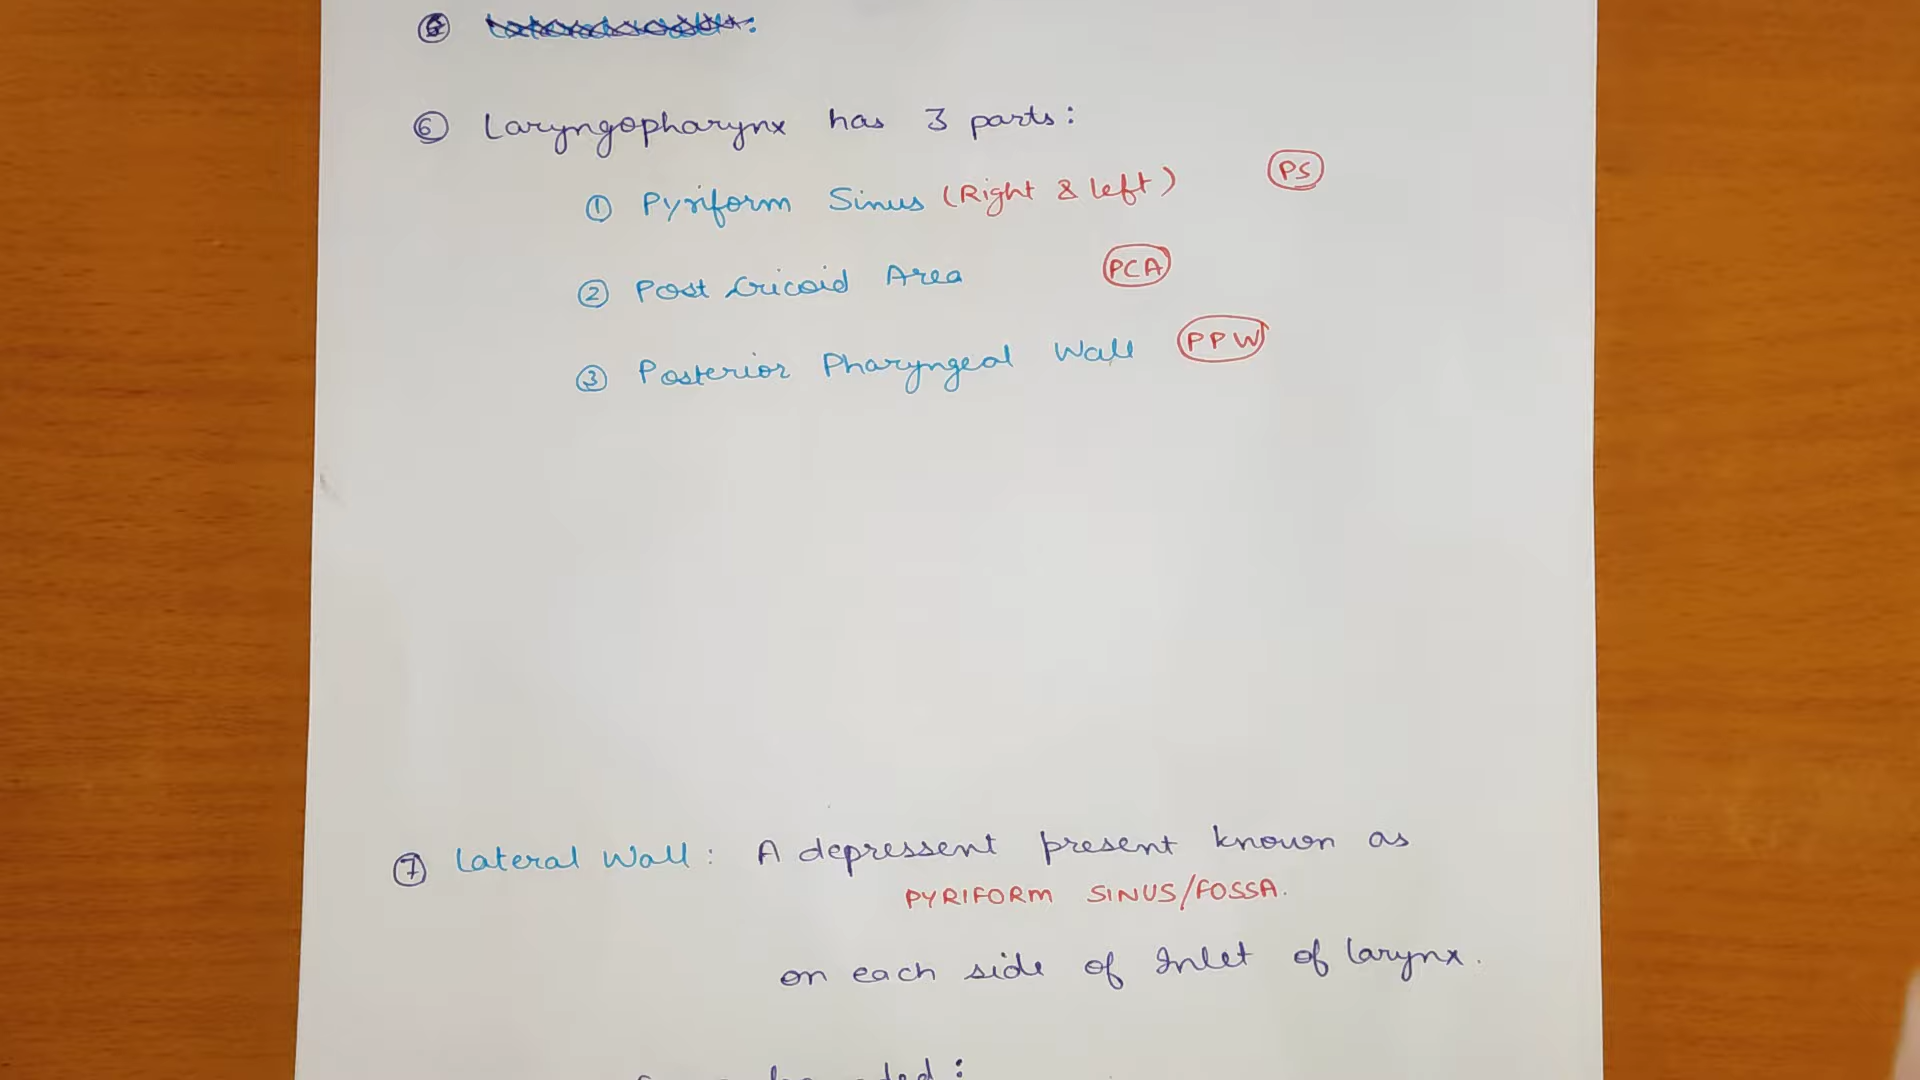 ⑥ Laryngopharynx has 3 parts:
① Pyriform Sinus (Right & left) PS
② Post Cricoid Area PCA
③ Posterior Pharyngeal Wall PPW
⑦ Lateral Wall: A depressent present known as
PYRIFORM SINUS/FOSSA.
on each side of Inlet of larynx.